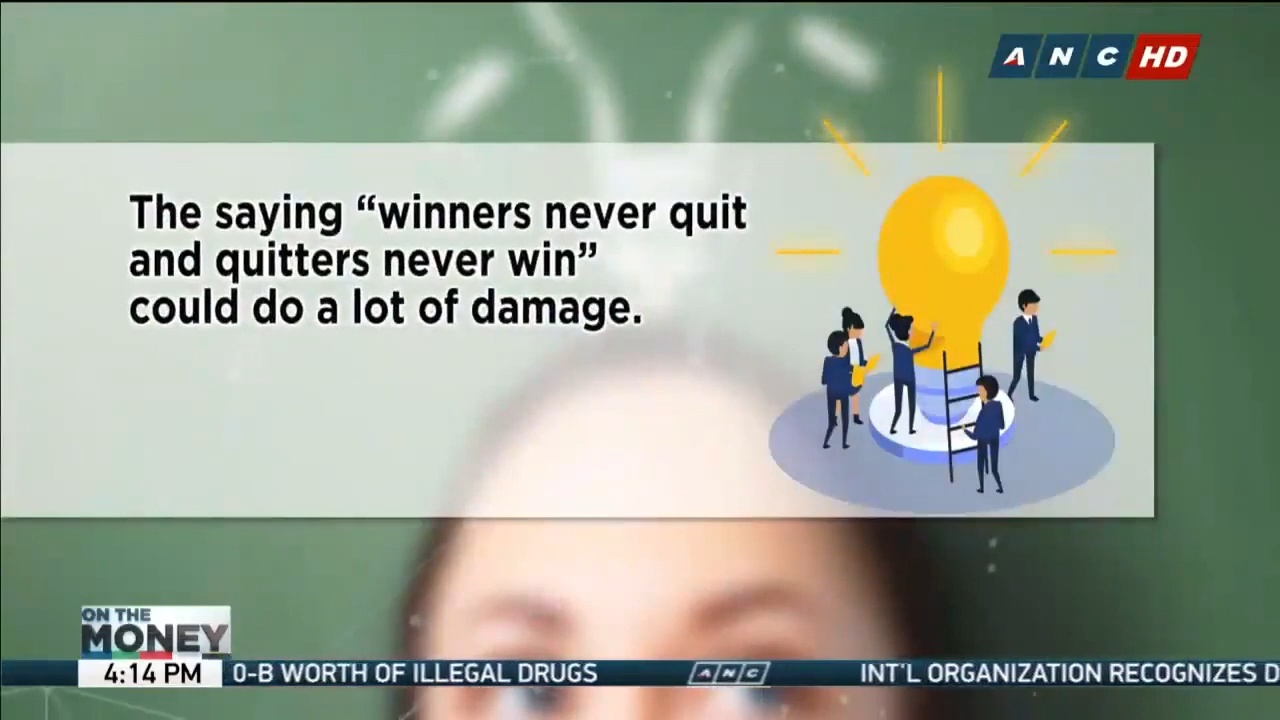 ANC HD
The saying “winners never quit
and quitters never win”
could do a lot of damage.
ON THE
MONEY
4:14 PM 0-B WORTH OF ILLEGAL DRUGS ANC INT'L ORGANIZATION RECOGNIZES D